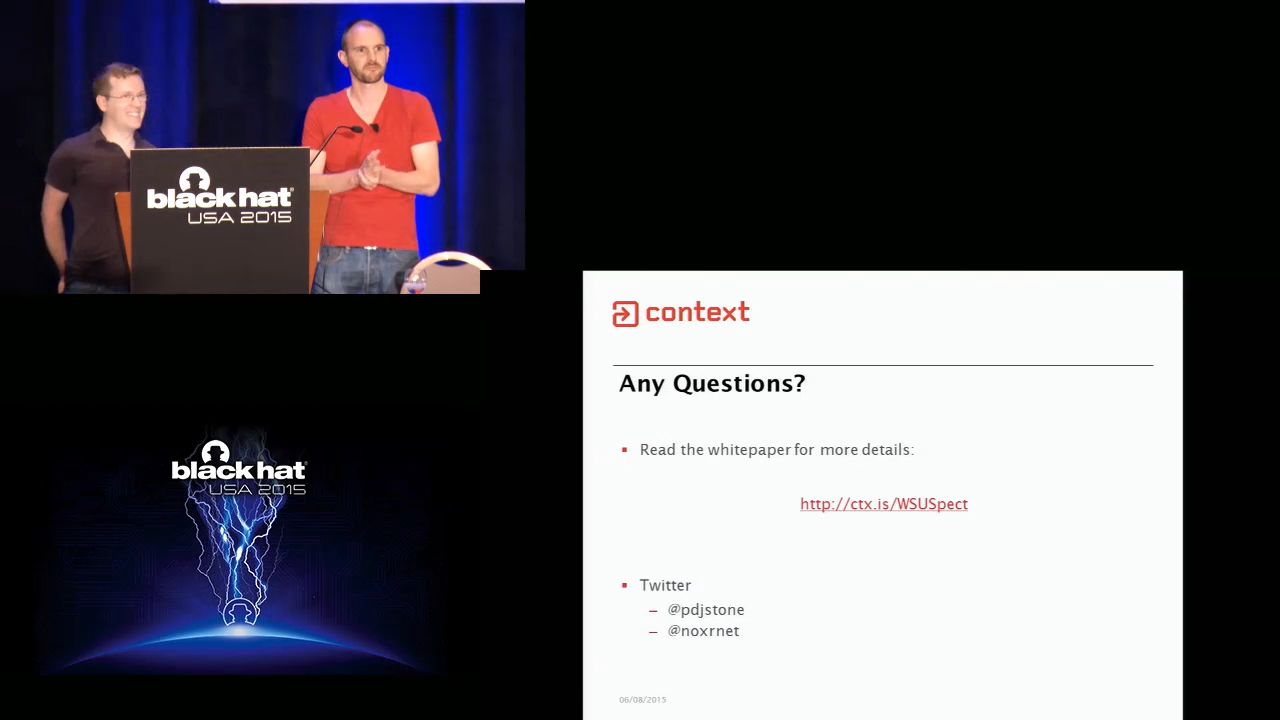 black hat
USA 2015
context
Any Questions?
Read the whitepaper for more details:
http://ctx.is/WSUSpect
Twitter
– @pdjstone
– @noxrnet
06/08/2015
black hat
USA 2015